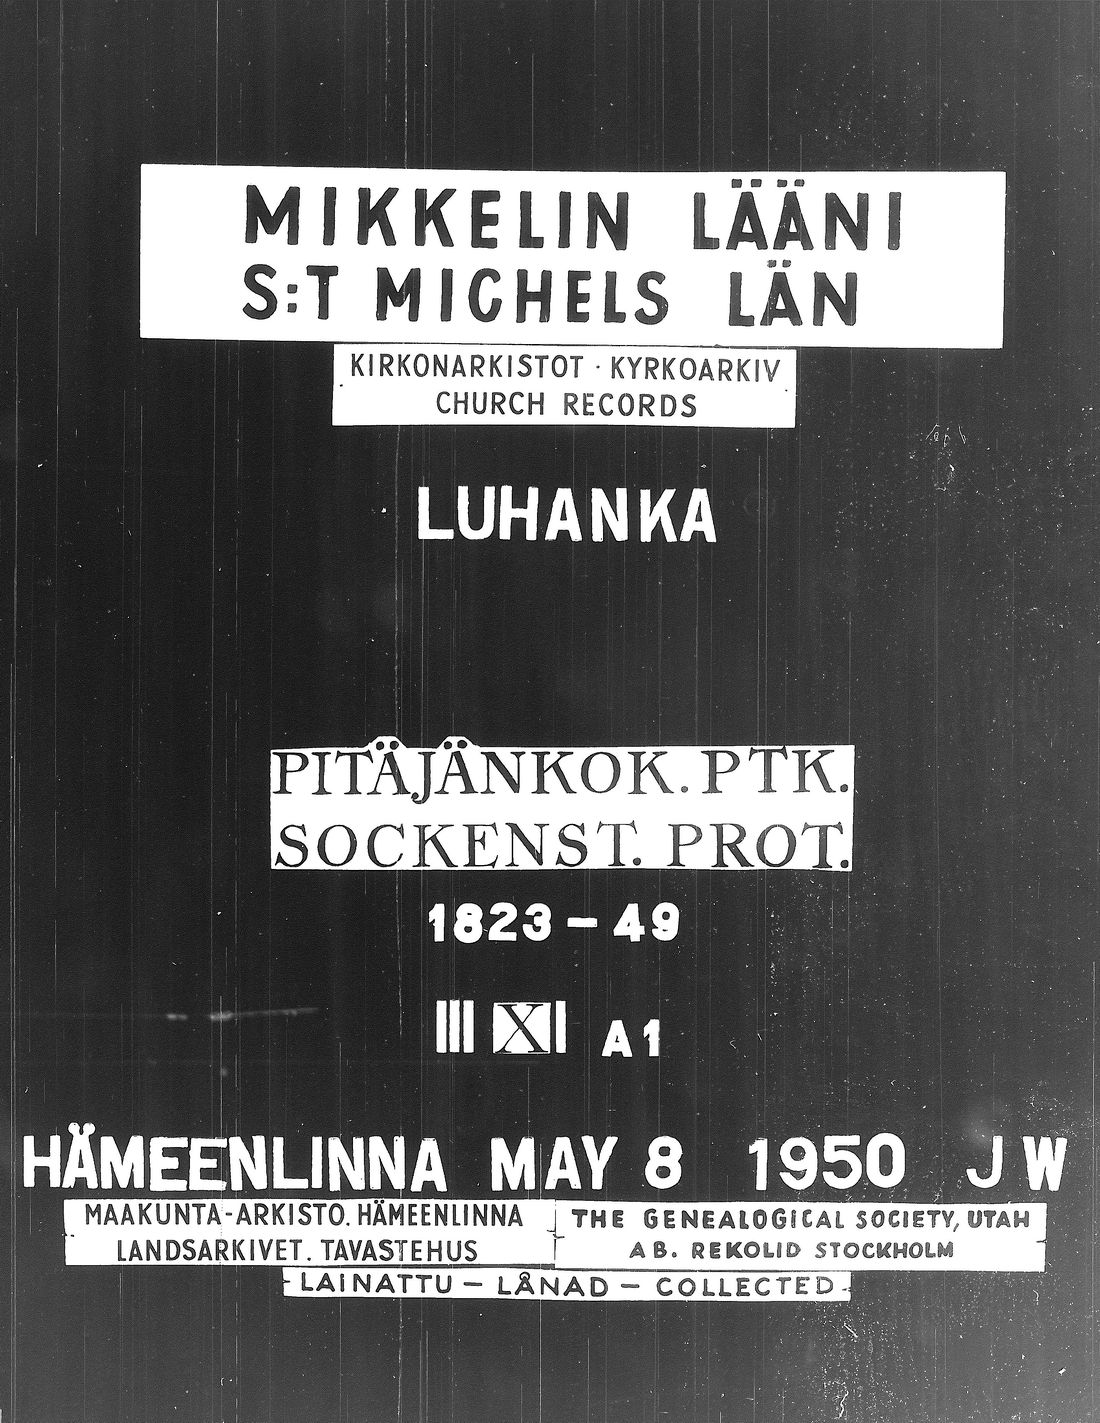 MIKKELIN LÄÄNI
S:T MICHELS LÄN
KIRKONARKISTOT · KYRKOARKIV
CHURCH RECORDS
LUHANKA
PITÄJÄNKOK. PTK.
SOCKENST. PROT.
1823 – 49
III XI A1
HÄMEENLINNA MAY 8 1950 J W
MAAKUNTA-ARKISTO. HÄMEENLINNA
LANDSARKIVET. TAVASTEHUS
THE GENEALOGICAL SOCIETY, UTAH
AB. REKOLID STOCKHOLM
LAINATTU – LÅNAD – COLLECTED